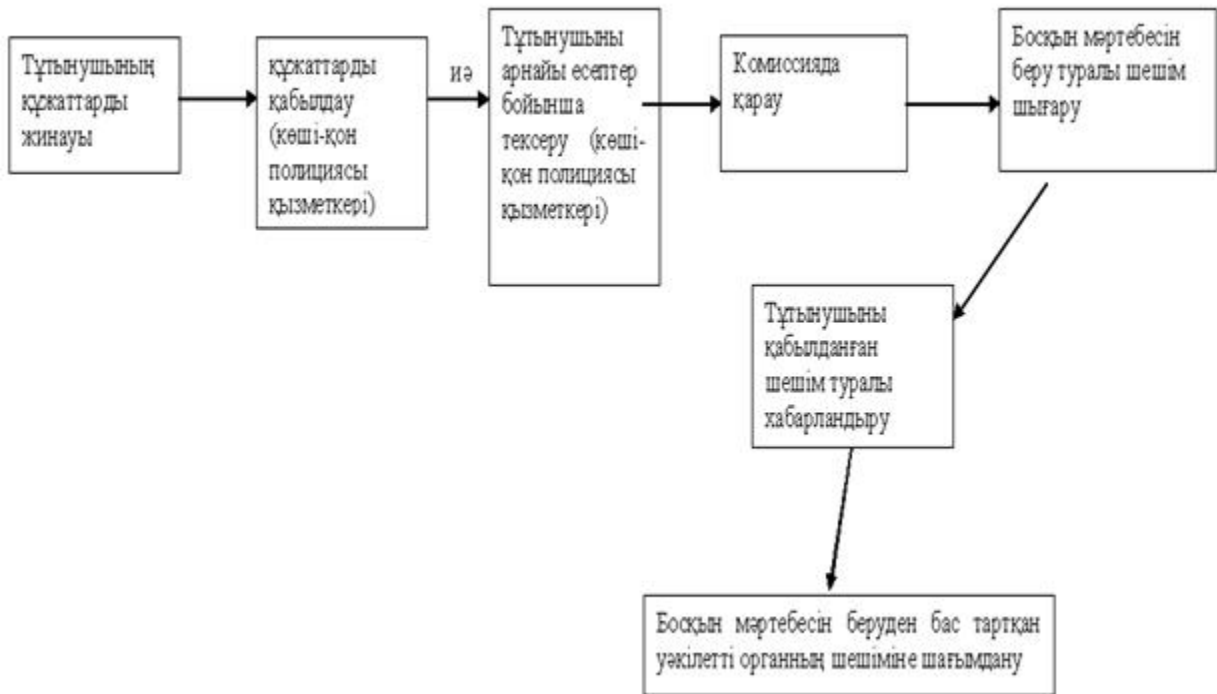 Тұтынушының
құжаттарды
жинауы
құжаттарды
қабылдау
(көші-қон
полициясы
қызметкері)
иә
Тұтынушыны
арнайы есептер
бойынша
тексеру (көші-
қон полициясы
қызметкері)
Комиссияда
қарау
Босқын мәртебесін
беру туралы шешім
шығару
Тұтынушыны
қабылданған
шешім туралы
хабарландыру
Босқын мәртебесін беруден бас тартқан
уәкілетті органның шешіміне шағымдану